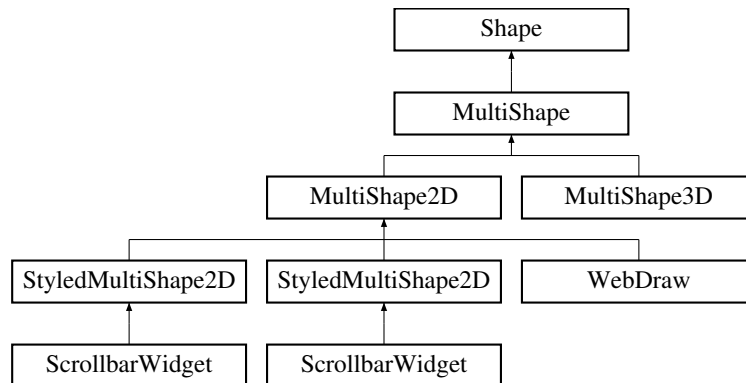 Shape
MultiShape
MultiShape2D
MultiShape3D
StyledMultiShape2D
StyledMultiShape2D
WebDraw
ScrollbarWidget
ScrollbarWidget